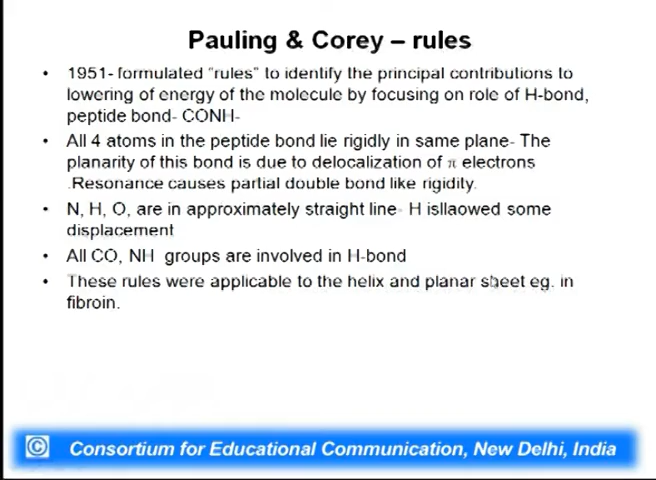 Pauling & Corey – rules
• 1951- formulated "rules" to identify the principal contributions to
lowering of energy of the molecule by focusing on role of H-bond,
peptide bond- CONH-
• All 4 atoms in the peptide bond lie rigidly in same plane- The
planarity of this bond is due to delocalization of π electrons
.Resonance causes partial double bond like rigidity.
• N, H, O, are in approximately straight line- H isllaowed some
displacement
• All CO, NH groups are involved in H-bond
• These rules were applicable to the helix and planar sheet eg. in
fibroin.
© Consortium for Educational Communication, New Delhi, India